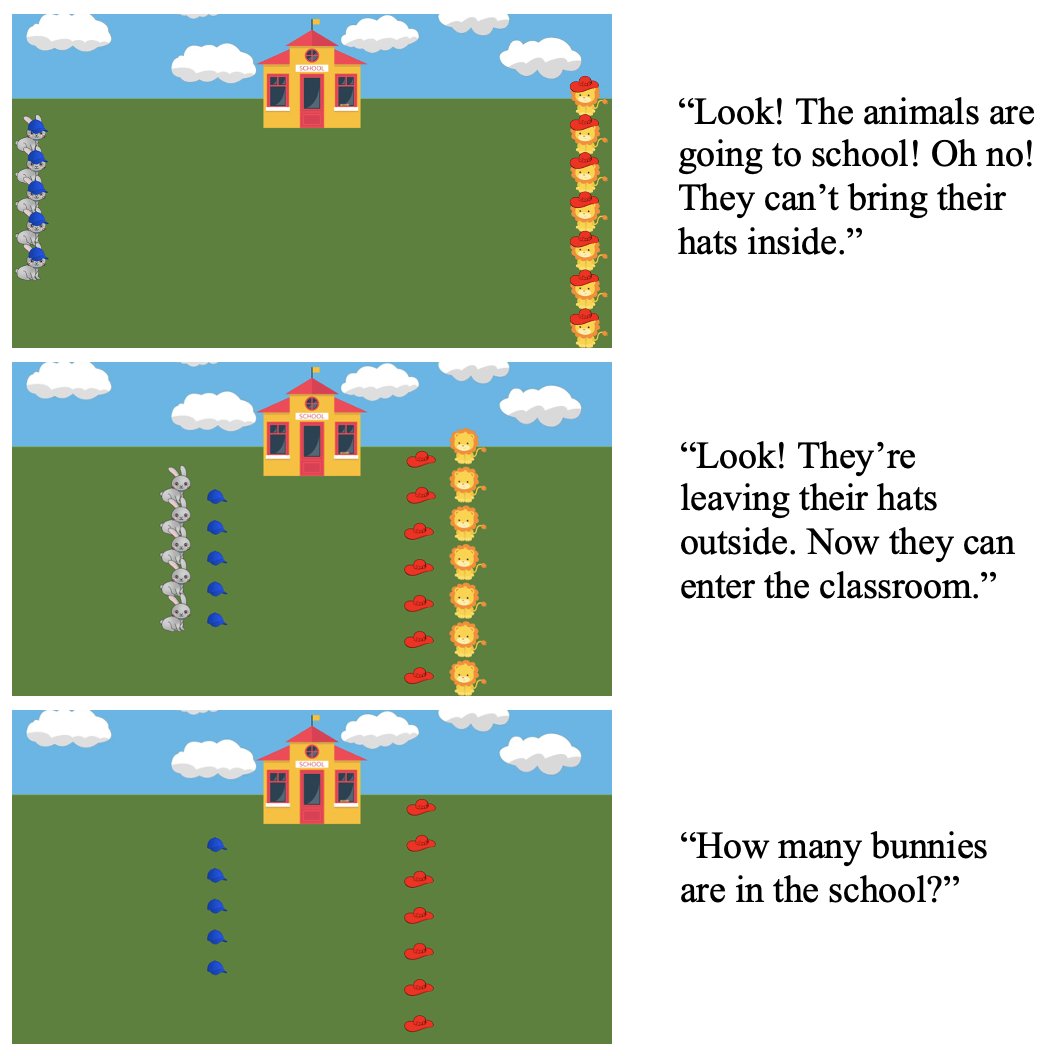 SCHOOL
“Look! The animals are
going to school! Oh no!
They can’t bring their
hats inside.”
SCHOOL
“Look! They’re
leaving their hats
outside. Now they can
enter the classroom.”
SCHOOL
“How many bunnies
are in the school?”